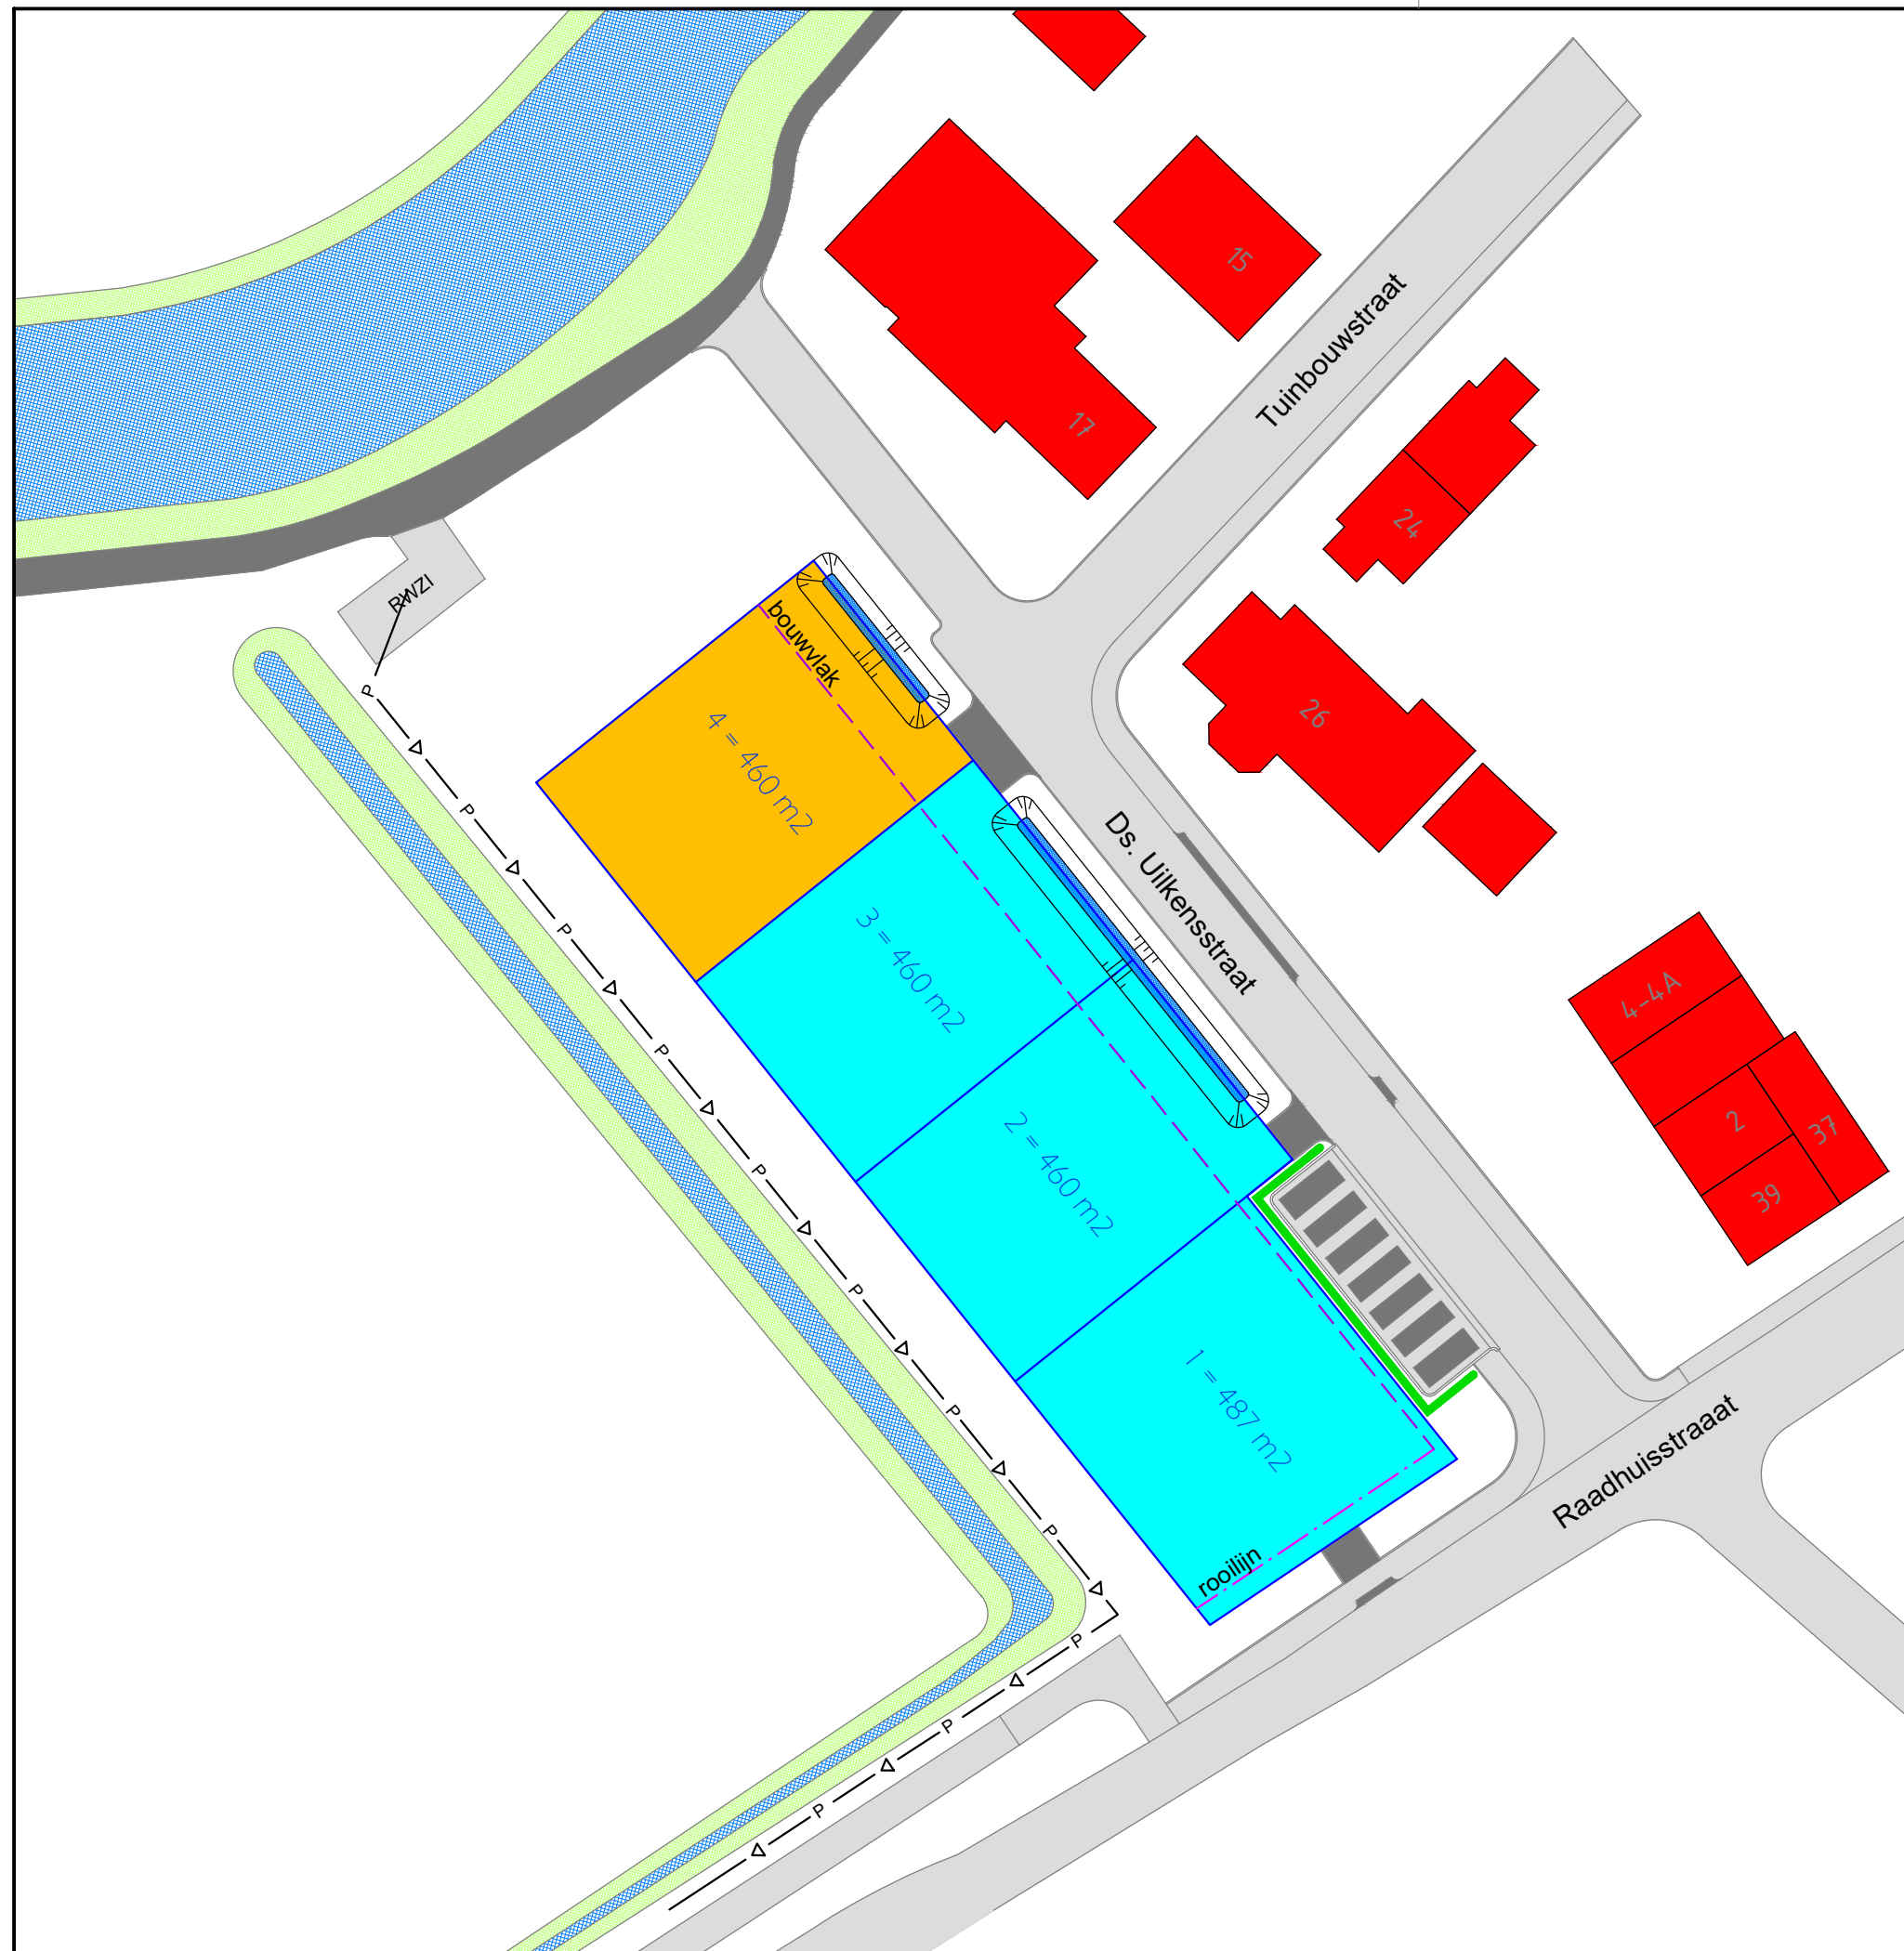 15
Tuinbouwstraat
17
24
RWZI
bouwvlak
26
4 = 460 m2
Ds. Uilkensstraat
3 = 460 m2
4-4A
2
37
39
2 = 460 m2
1 = 487 m2
Raadhuisstraaat
rooilijn
P
P
P
P
P
P
P
P
P
P
P